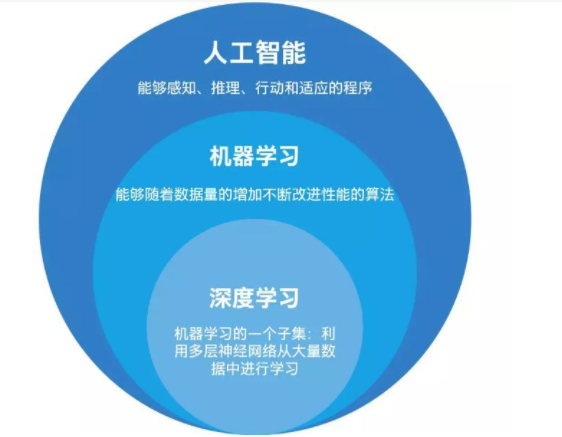 人工智能
能够感知、推理、行动和适应的程序
机器学习
能够随着数据量的增加不断改进性能的算法
深度学习
机器学习的一个子集：利
用多层神经网络从大量数
据中进行学习